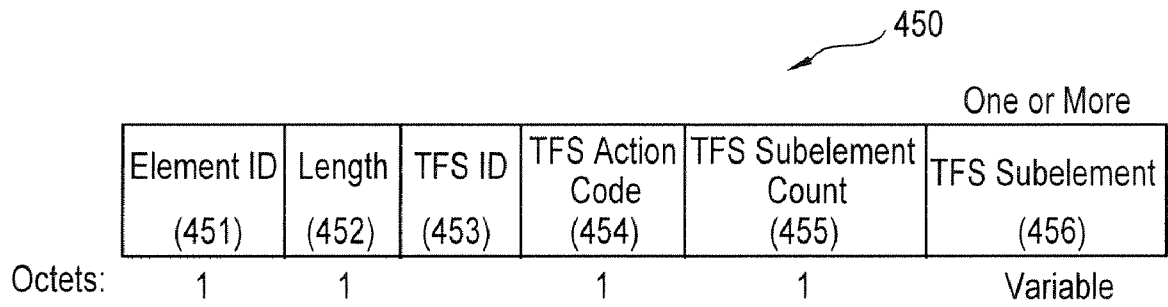 450
One or More
Element ID (451)
Length (452)
TFS ID (453)
TFS Action Code (454)
TFS Subelement Count (455)
TFS Subelement (456)
Octets: 1 1 1 1 Variable